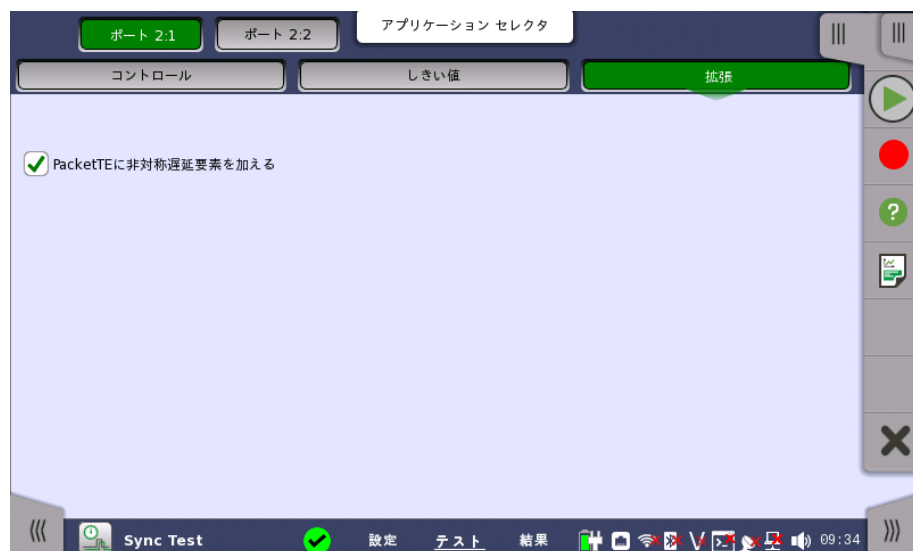 ポート 2:1
ポート 2:2
アプリケーション セレクタ
コントロール
しきい値
拡張
PacketTEに非対称遅延要素を加える
?
Sync Test
設定
テスト
結果
09:34